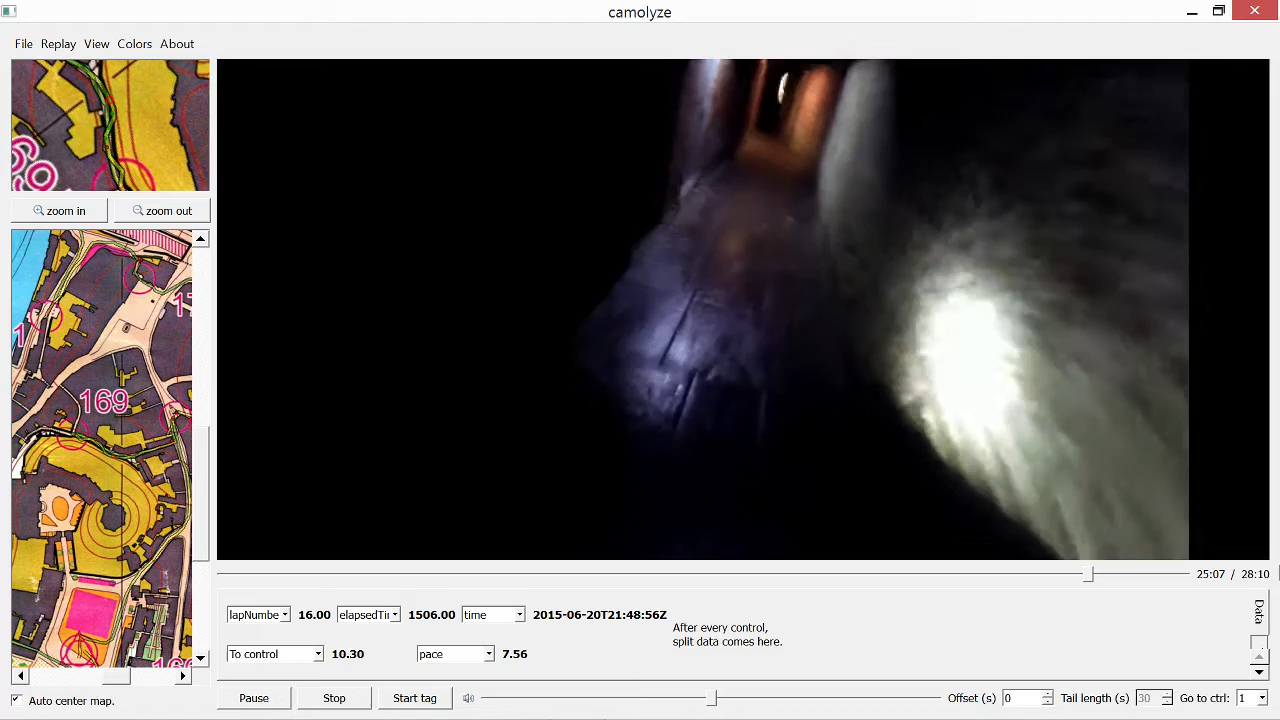 camolyze
File Replay View Colors About
zoom in zoom out
169
25:07 / 28:10
lapNumbe 16.00 elapsedTi 1506.00 time 2015-06-20T21:48:56Z
After every control,
split data comes here.
To control 10.30 pace 7.56
Data
Pause Stop Start tag Offset (s) 0 Tail length (s) 30 Go to ctrl: 1
Auto center map.